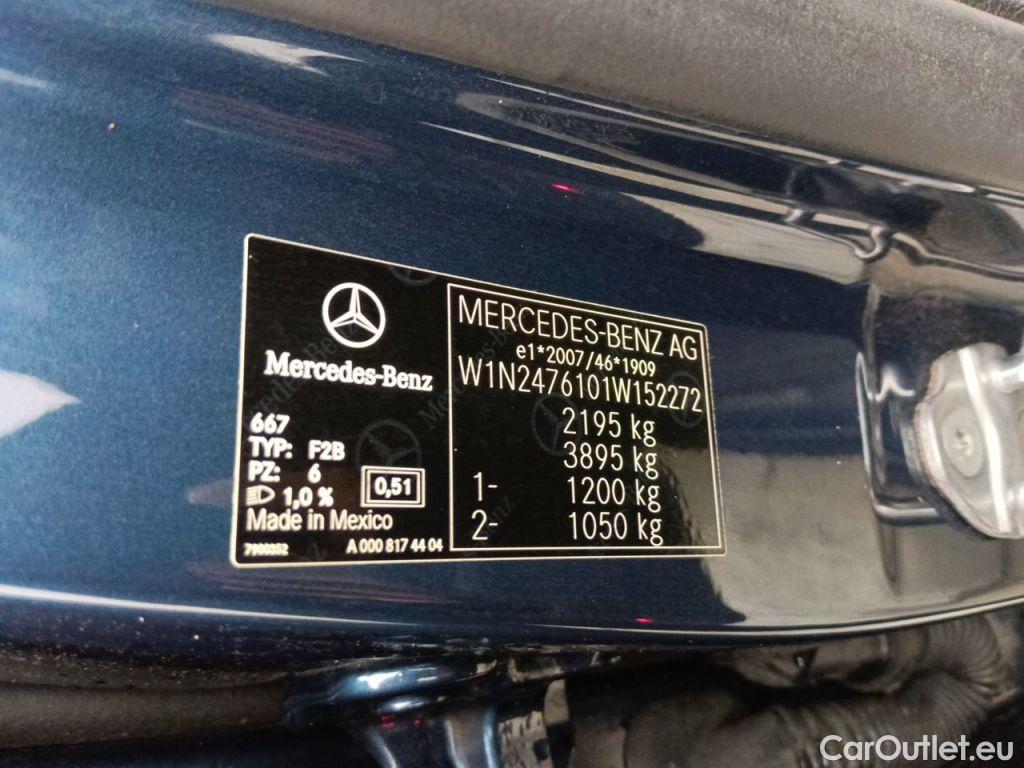 Mercedes-Benz
667
TYP: F2B
PZ: 6
1,0 %
0,51
Made in Mexico
7900352
A 000 817 44 04
MERCEDES-BENZ AG
e1*2007/46*1909
W1N2476101W152272
2195 kg
3895 kg
1- 1200 kg
2- 1050 kg
CarOutlet.eu